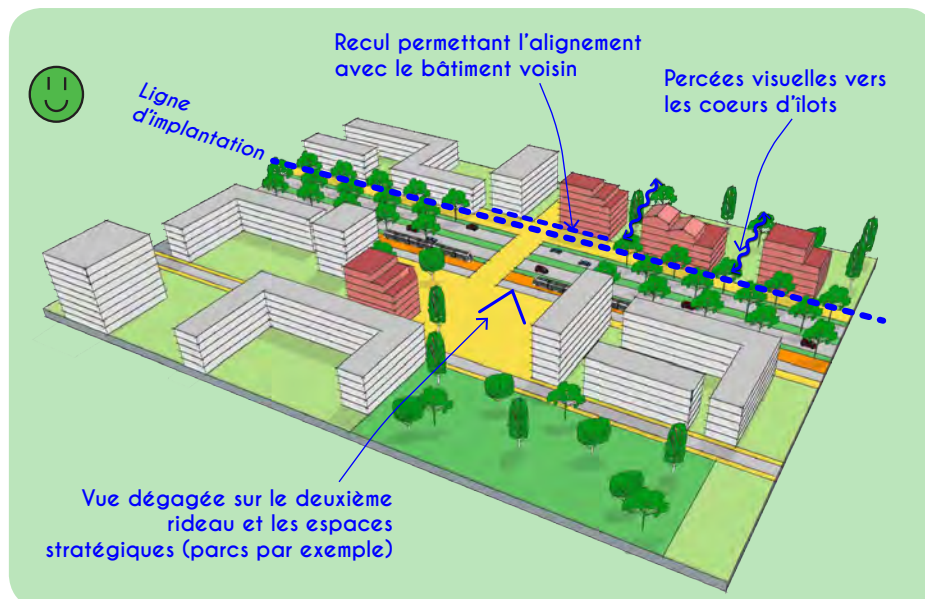 Recul permettant l'alignement
avec le bâtiment voisin
Percées visuelles vers
les coeurs d'îlots
Ligne
d'implantation
Vue dégagée sur le deuxième
rideau et les espaces
stratégiques (parcs par exemple)